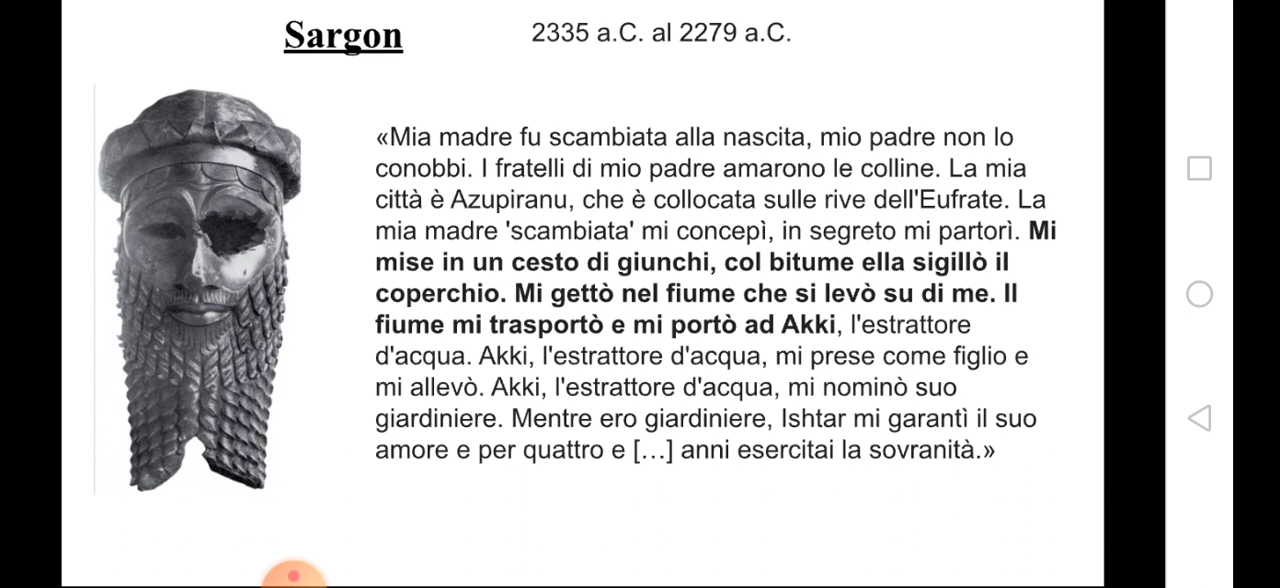 Sargon
2335 a.C. al 2279 a.C.
«Mia madre fu scambiata alla nascita, mio padre non lo
conobbi. I fratelli di mio padre amarono le colline. La mia
città è Azupiranu, che è collocata sulle rive dell'Eufrate. La
mia madre 'scambiata' mi concepì, in segreto mi partorì. Mi
mise in un cesto di giunchi, col bitume ella sigillò il
coperchio. Mi gettò nel fiume che si levò su di me. Il
fiume mi trasportò e mi portò ad Akki, l'estrattore
d'acqua. Akki, l'estrattore d'acqua, mi prese come figlio e
mi allevò. Akki, l'estrattore d'acqua, mi nominò suo
giardiniere. Mentre ero giardiniere, Ishtar mi garantì il suo
amore e per quattro e [...] anni esercitai la sovranità.»